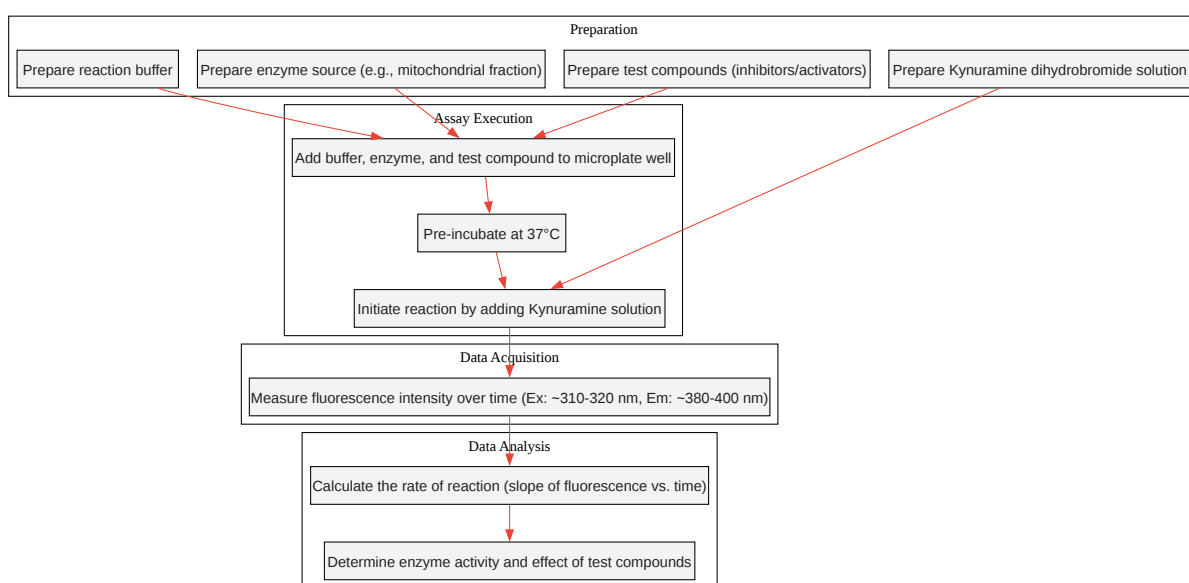 Preparation
Prepare reaction buffer
Prepare enzyme source (e.g., mitochondrial fraction)
Prepare test compounds (inhibitors/activators)
Prepare Kynuramine dihydrobromide solution
Assay Execution
Add buffer, enzyme, and test compound to microplate well
Pre-incubate at 37°C
Initiate reaction by adding Kynuramine solution
Data Acquisition
Measure fluorescence intensity over time (Ex: ~310-320 nm, Em: ~380-400 nm)
Data Analysis
Calculate the rate of reaction (slope of fluorescence vs. time)
Determine enzyme activity and effect of test compounds